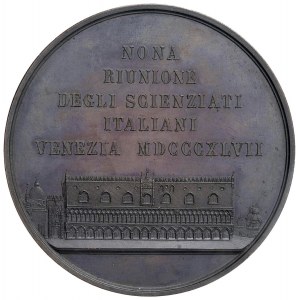 NONA
RIUNIONE
DEGLI SCIENZIATI
ITALIANI
VENEZIA MDCCCXLVII